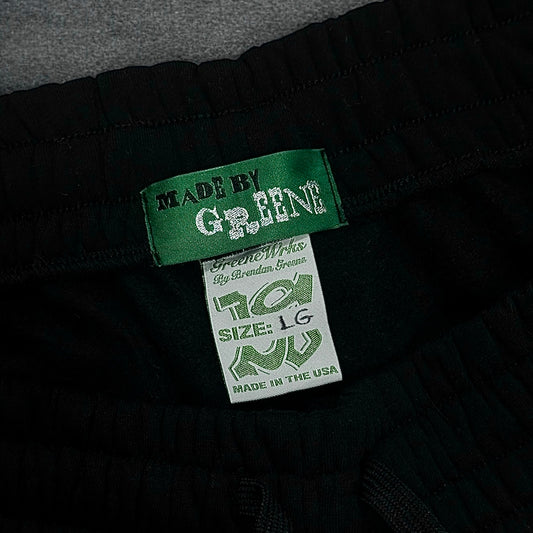 MADE BY
GREENE
GreeneWrks
By Brendan Greene
SIZE: LG
MADE IN THE USA